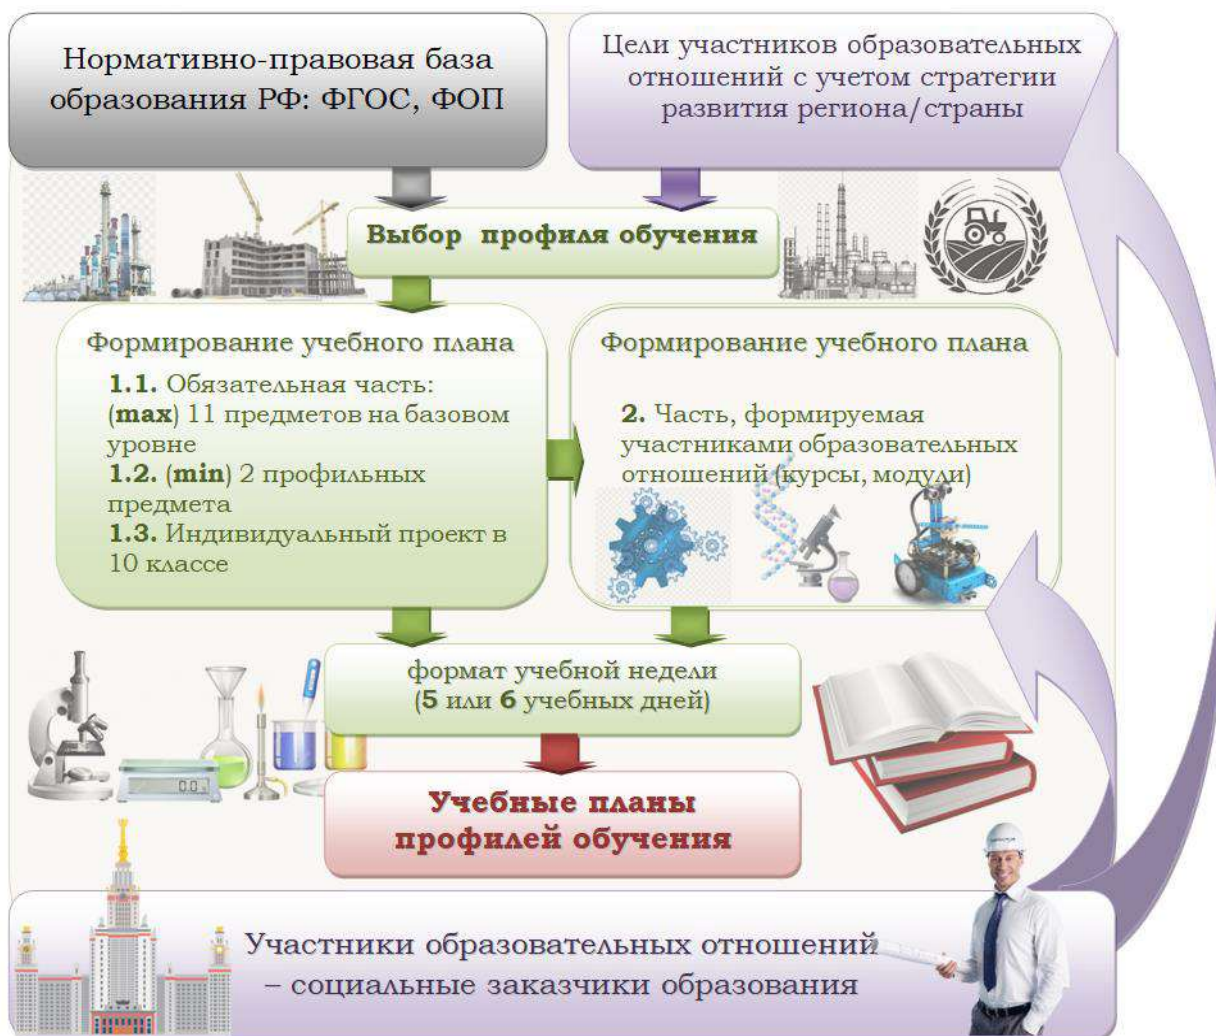 Нормативно-правовая база
образования РФ: ФГОС, ФОП
Цели участников образовательных
отношений с учетом стратегии
развития региона/страны
Выбор профиля обучения
Формирование учебного плана
1.1. Обязательная часть:
(max) 11 предметов на базовом
уровне
1.2. (min) 2 профильных
предмета
1.3. Индивидуальный проект в
10 классе
Формирование учебного плана
2. Часть, формируемая
участниками образовательных
отношений (курсы, модули)
формат учебной недели
(5 или 6 учебных дней)
Учебные планы
профилей обучения
Участники образовательных отношений
– социальные заказчики образования